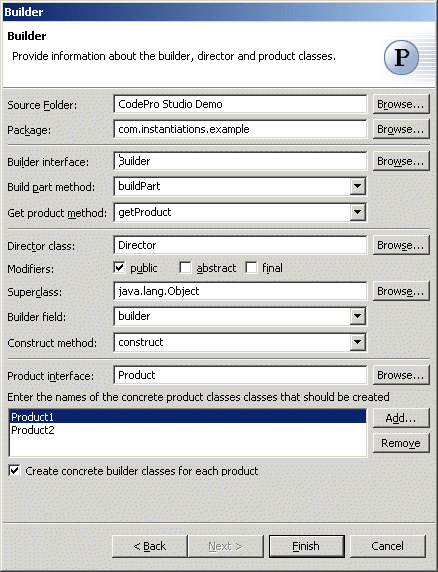 Builder
Builder
Provide information about the builder, director and product classes.
P
Source Folder: CodePro Studio Demo Browse...
Package: com.instantiations.example Browse...
Builder interface: Builder Browse...
Build part method: buildPart
Get product method: getProduct
Director class: Director Browse...
Modifiers: public abstract final
Superclass: java.lang.Object Browse...
Builder field: builder
Construct method: construct
Product interface: Product Browse...
Enter the names of the concrete product classes classes that should be created
Product1 Add...
Product2
Remove
Create concrete builder classes for each product
< Back Next > Finish Cancel